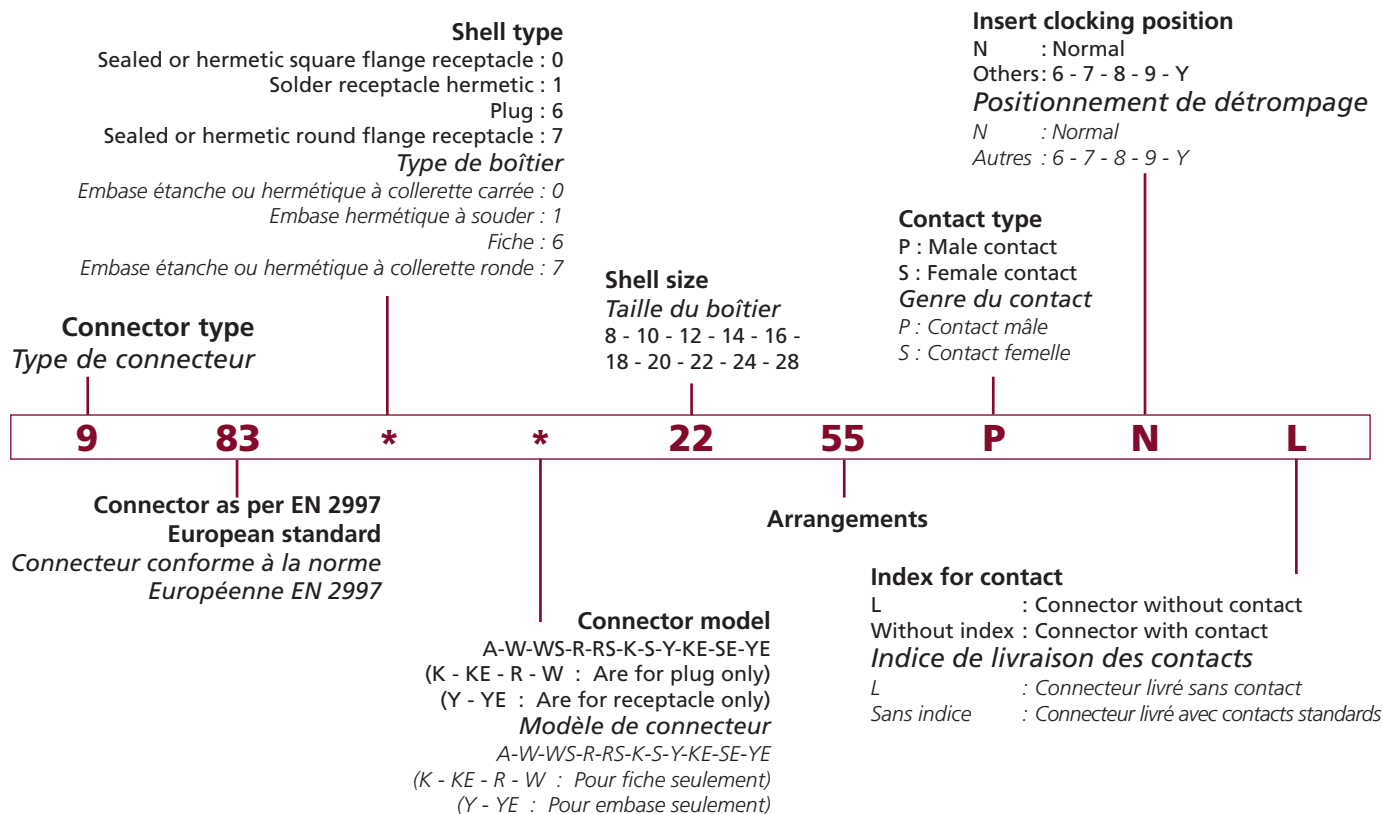 Shell type
Sealed or hermetic square flange receptacle : 0
Solder receptacle hermetic : 1
Plug : 6
Sealed or hermetic round flange receptacle : 7
Type de boîtier
Embase étanche ou hermétique à collerette carrée : 0
Embase hermétique à souder : 1
Fiche : 6
Embase étanche ou hermétique à collerette ronde : 7
Insert clocking position
N : Normal
Others : 6 - 7 - 8 - 9 - Y
Positionnement de détrompage
N : Normal
Autres : 6 - 7 - 8 - 9 - Y
Contact type
P : Male contact
S : Female contact
Genre du contact
P : Contact mâle
S : Contact femelle
Shell size
Taille du boîtier
8 - 10 - 12 - 14 - 16 -
18 - 20 - 22 - 24 - 28
Connector type
Type de connecteur
9 83 * * 22 55 P N L
Connector as per EN 2997
European standard
Connecteur conforme à la norme
Européenne EN 2997
Arrangements
Connector model
A-W-WS-R-RS-K-S-Y-KE-SE-YE
(K - KE - R - W : Are for plug only)
(Y - YE : Are for receptacle only)
Modèle de connecteur
A-W-WS-R-RS-K-S-Y-KE-SE-YE
(K - KE - R - W : Pour fiche seulement)
(Y - YE : Pour embase seulement)
Index for contact
L : Connector without contact
Without index : Connector with contact
Indice de livraison des contacts
L : Connecteur livré sans contact
Sans indice : Connecteur livré avec contacts standards